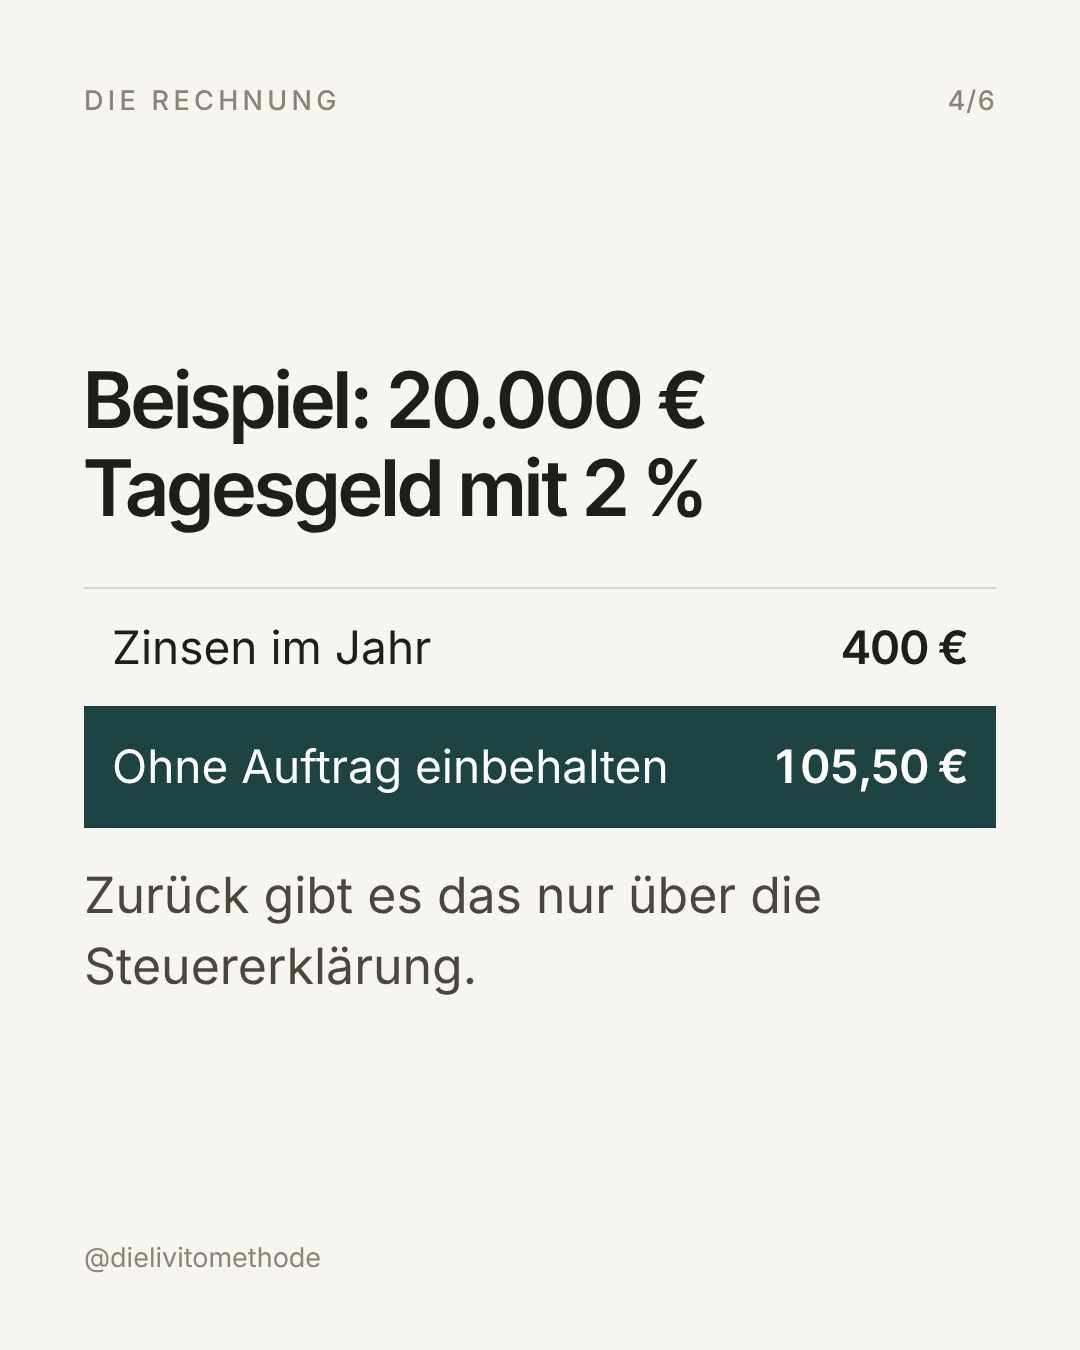 DIE RECHNUNG 4/6
Beispiel: 20.000 €
Tagesgeld mit 2 %
Zinsen im Jahr 400 €
Ohne Auftrag einbehalten 105,50 €
Zurück gibt es das nur über die
Steuererklärung.
@dielivitomethode